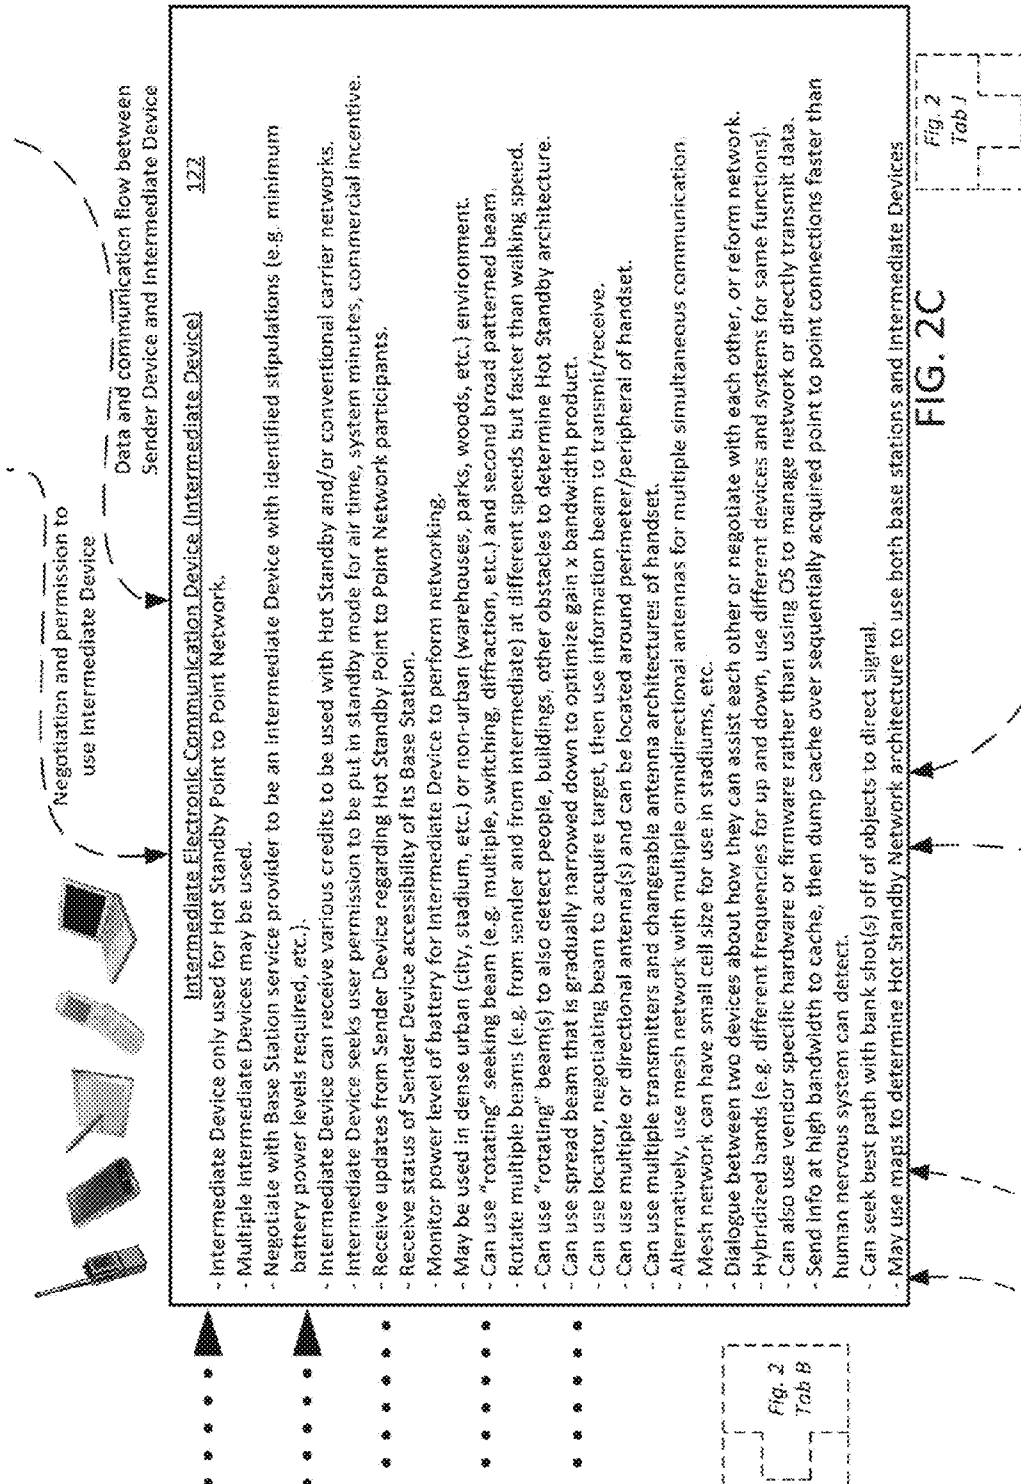 Data and communication flow between
Sender Device and Intermediate Device
Negotiation and permission to
use Intermediate Device
Intermediate Electronic Communication Device (Intermediate Device) 122
- Intermediate Device only used for Hot Standby Point to Point Network.
- Multiple Intermediate Devices may be used.
- Negotiate with Base Station service provider to be an Intermediate Device with identified stipulations (e.g. minimum
battery power levels required, etc.).
- Intermediate Device can receive various credits to be used with Hot Standby and/or conventional carrier networks.
- Intermediate Device seeks user permission to be put in standby mode for air time, system minutes, commercial incentive.
- Receive updates from Sender Device regarding Hot Standby Point to Point Network participants.
- Receive status of Sender Device accessibility of its Base Station.
- Monitor power level of battery for Intermediate Device to perform networking.
- May be used in dense urban (city, stadium, etc.) or non-urban (warehouses, parks, woods, etc.) environment.
- Can use "rotating" seeking beam (e.g. multiple, switching, diffraction, etc.) and second broad patterned beam.
- Rotate multiple beams (e.g. from sender and from intermediate) at different speeds but faster than walking speed.
- Can use "rotating" beam(s) to also detect people, buildings, other obstacles to determine Hot Standby architecture.
- Can use spread beam that is gradually narrowed down to optimize gain x bandwidth product.
- Can use locator, negotiating beam to acquire target, then use information beam to transmit/receive.
- Can use multiple or directional antenna(s) and can be located around perimeter/peripheral of handset.
- Can use multiple transmitters and changeable antenna architectures of handset.
- Alternatively, use mesh network with multiple omnidirectional antennas for multiple simultaneous communication.
- Mesh network can have small cell size for use in stadiums, etc.
- Dialogue between two devices about how they can assist each other or negotiate with each other, or reform network.
- Hybridized bands (e.g. different frequencies for up and down, use different devices and systems for same functions).
- Can also use vendor specific hardware or firmware rather than using OS to manage network or directly transmit data.
- Send info at high bandwidth to cache, then dump cache over sequentially acquired point to point connections faster than
human nervous system can detect.
- Can seek best path with bank shot(s) off of objects to direct signal.
- May use maps to determine Hot Standby Network architecture to use both base stations and Intermediate Devices
FIG. 2C
Fig. 2
Tab B
Fig. 2
Tab J